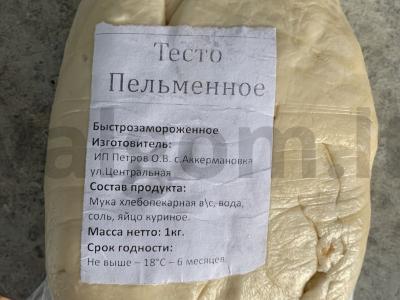 Тесто
Пельменное
Быстрозамороженное
Изготовитель:
ИП Петров О.В. с.Аккермановка
ул.Центральная
Состав продукта:
Мука хлебопекарная в\с, вода,
соль, яйцо куриное.
Масса нетто: 1кг.
Срок годности:
Не выше – 18°С – 6 месяцев.